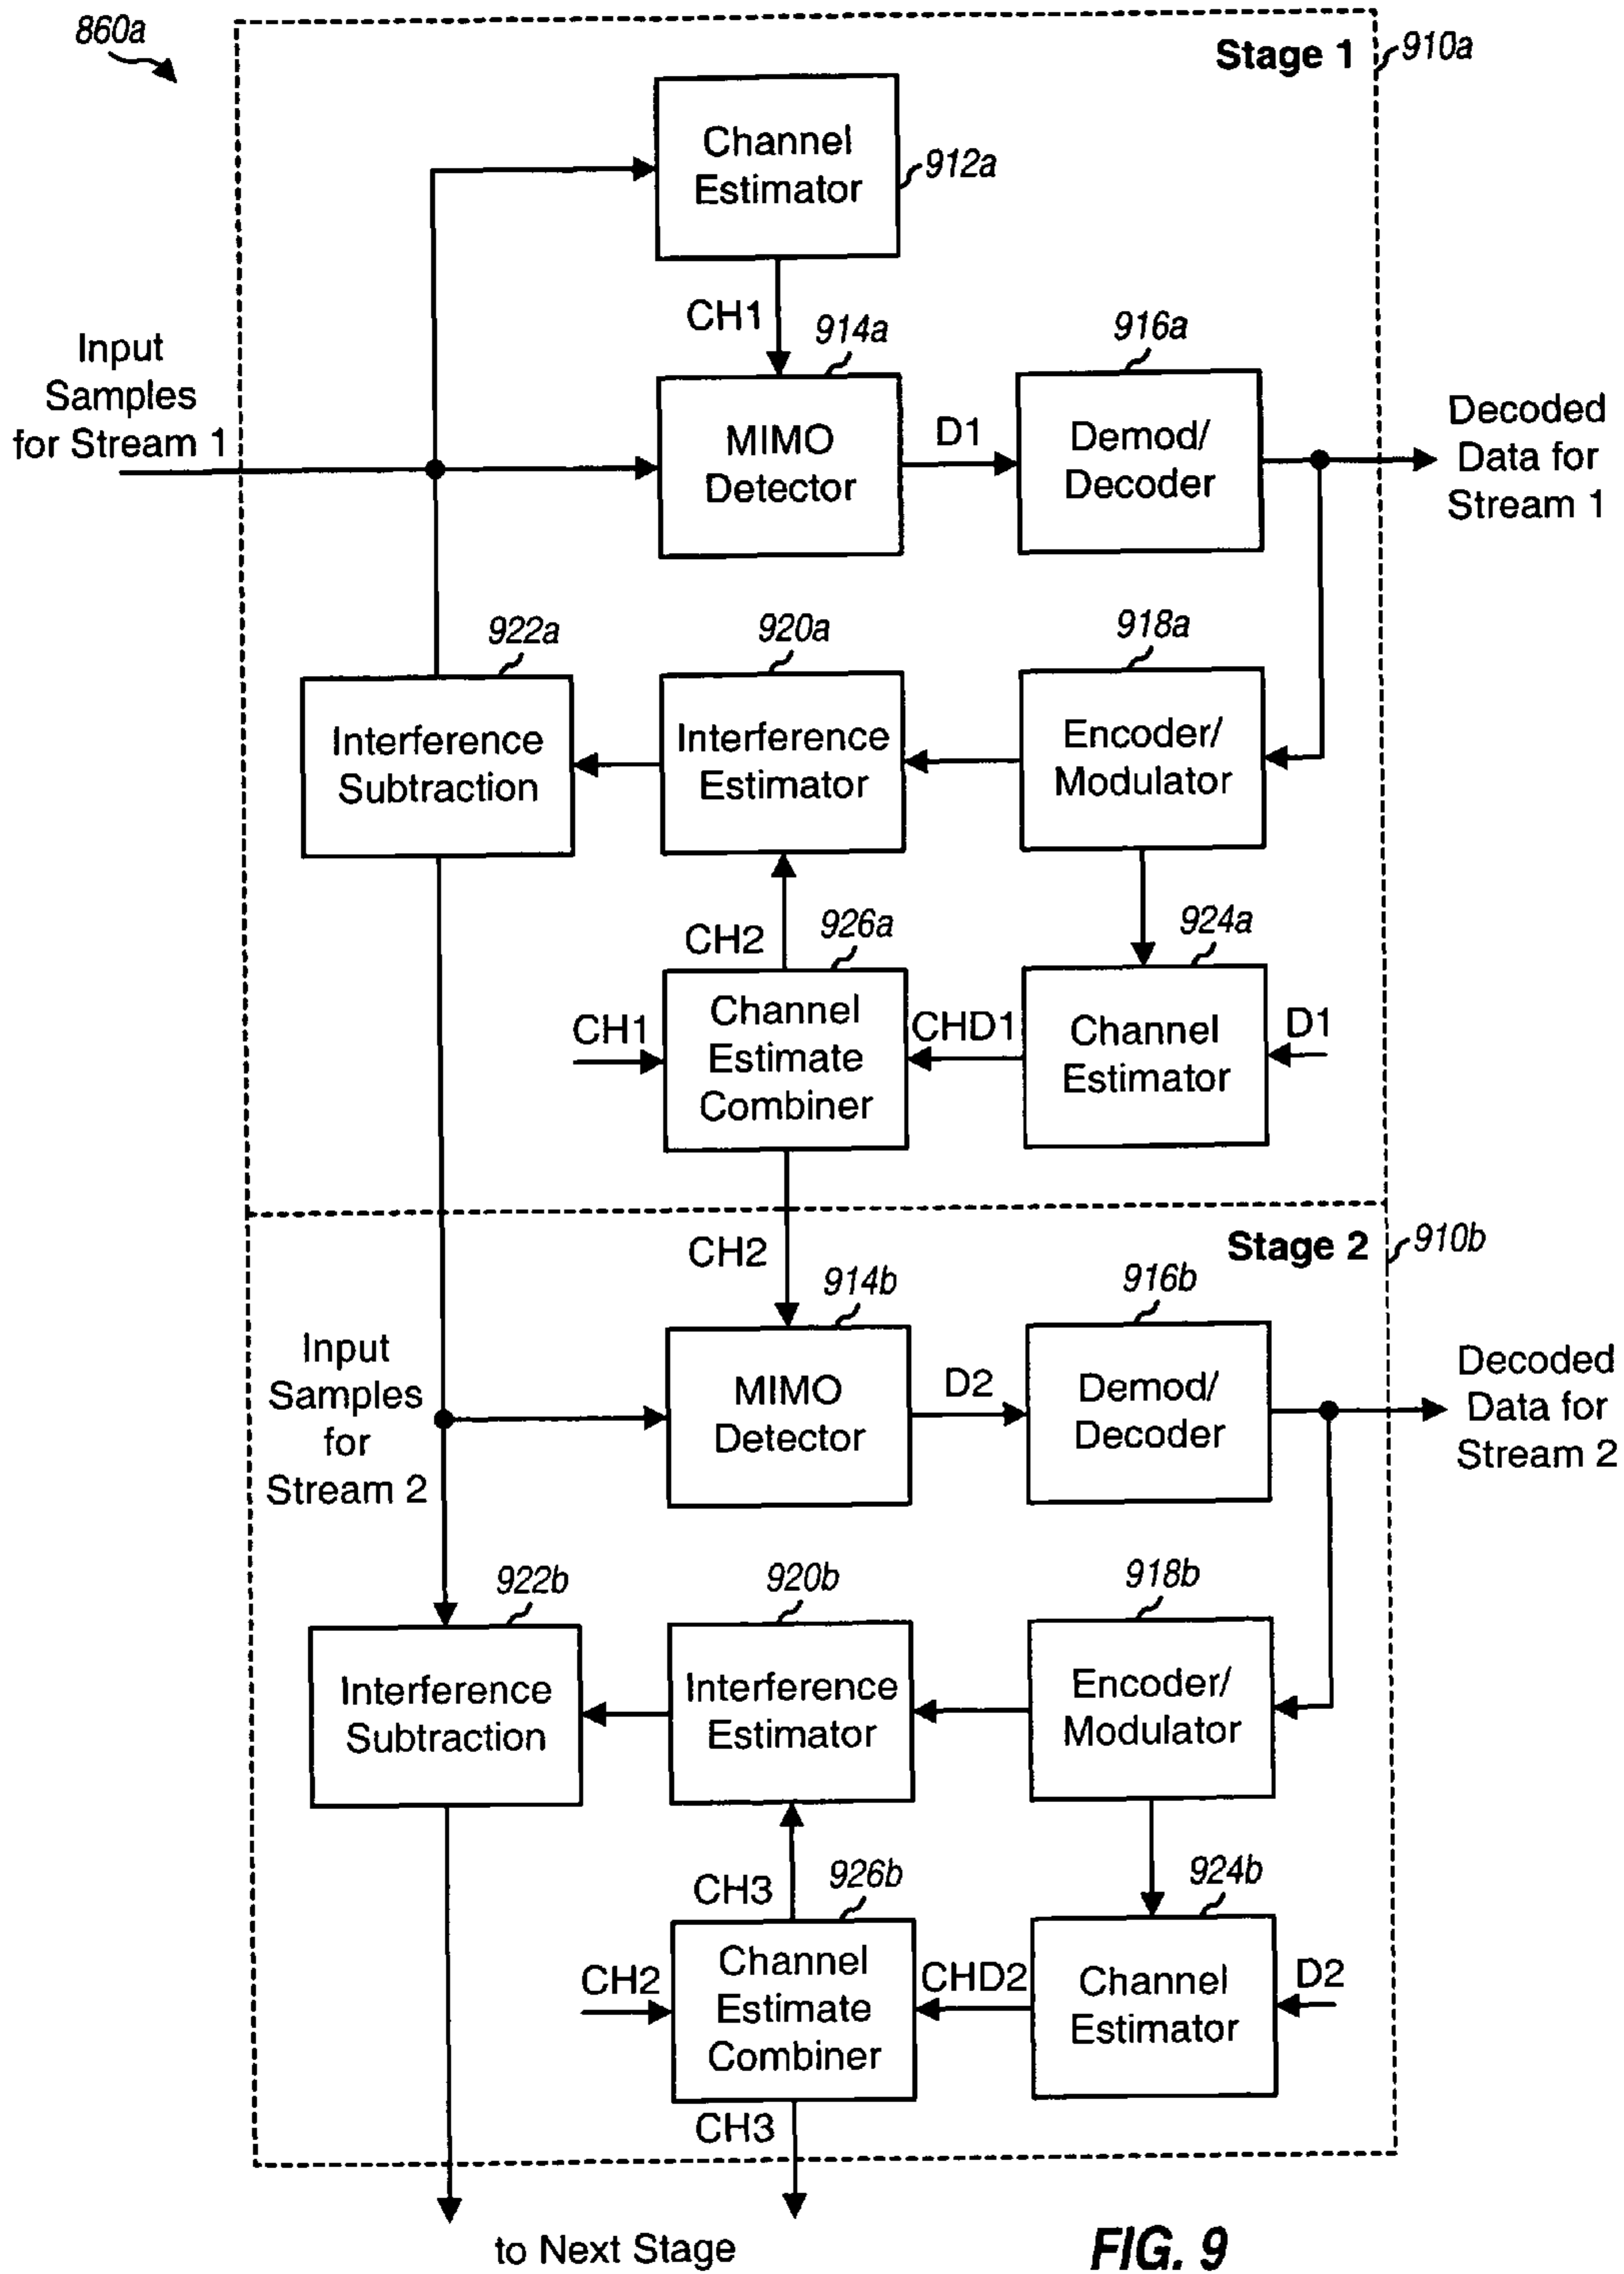 860a
Stage 1
910a
Channel
Estimator
912a
CH1
914a
916a
Input
Samples
for Stream 1
MIMO
Detector
D1
Demod/
Decoder
Decoded
Data for
Stream 1
922a
920a
918a
Interference
Subtraction
Interference
Estimator
Encoder/
Modulator
CH2
926a
924a
CH1
Channel
Estimate
Combiner
CHD1
Channel
Estimator
D1
CH2
Stage 2
910b
914b
916b
Input
Samples
for
Stream 2
MIMO
Detector
D2
Demod/
Decoder
Decoded
Data for
Stream 2
922b
920b
918b
Interference
Subtraction
Interference
Estimator
Encoder/
Modulator
CH3
926b
924b
CH2
Channel
Estimate
Combiner
CHD2
Channel
Estimator
D2
CH3
to Next Stage
FIG. 9